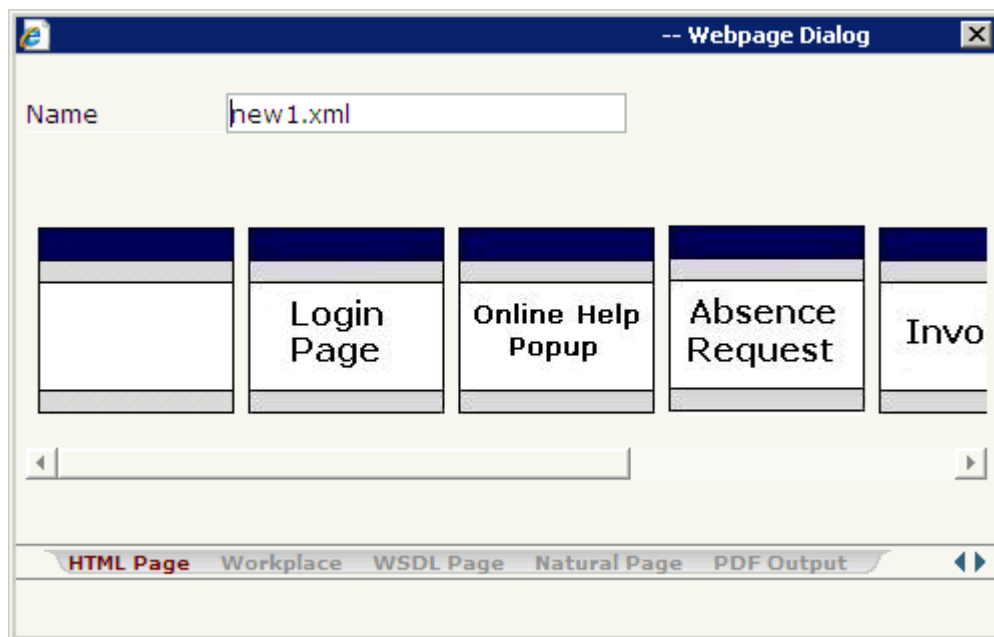 -- Webpage Dialog
Name new1.xml
Login
Page
Online Help
Popup
Absence
Request
Invo
HTML Page Workplace WSDL Page Natural Page PDF Output